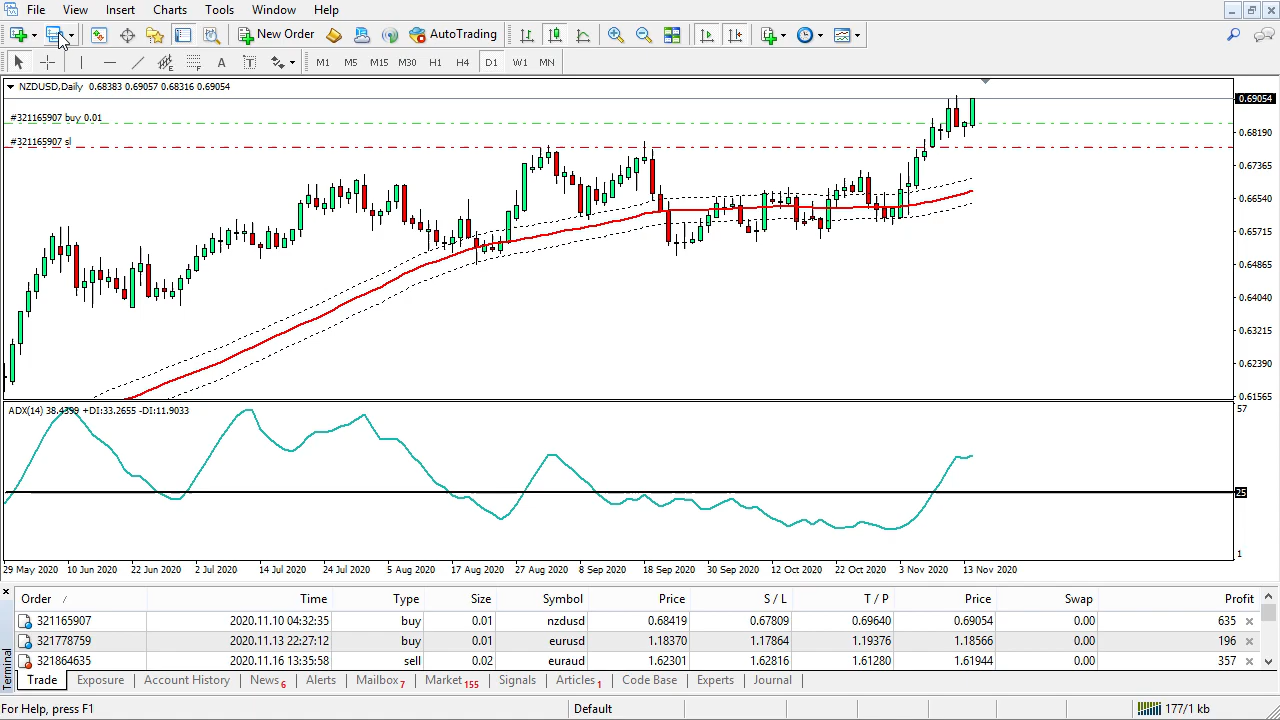 File View Insert Charts Tools Window Help
New Order AutoTrading
A T M1 M5 M15 M30 H1 H4 D1 W1 MN
NZDUSD,Daily 0.68383 0.69057 0.68316 0.69054
0.69054
#321165907 buy 0.01
0.68190
#321165907 sl
0.67365
0.66540
0.65715
0.64865
0.64040
0.63215
0.62390
0.61565
ADX(14) 38.4399 +DI:33.2655 -DI:11.9033
57
25
1
29 May 2020 10 Jun 2020 22 Jun 2020 2 Jul 2020 14 Jul 2020 24 Jul 2020 5 Aug 2020 17 Aug 2020 27 Aug 2020 8 Sep 2020 18 Sep 2020 30 Sep 2020 12 Oct 2020 22 Oct 2020 3 Nov 2020 13 Nov 2020
Order / Time Type Size Symbol Price S / L T / P Price Swap Profit
321165907 2020.11.10 04:32:35 buy 0.01 nzdusd 0.68419 0.67809 0.69640 0.69054 0.00 635
321778759 2020.11.13 22:27:12 buy 0.01 eurusd 1.18370 1.17864 1.19376 1.18566 0.00 196
321864635 2020.11.16 13:35:58 sell 0.02 euraud 1.62301 1.62816 1.61280 1.61944 0.00 357
Terminal
Trade Exposure Account History News 6 Alerts Mailbox 7 Market 155 Signals Articles 1 Code Base Experts Journal
For Help, press F1 Default 177/1 kb